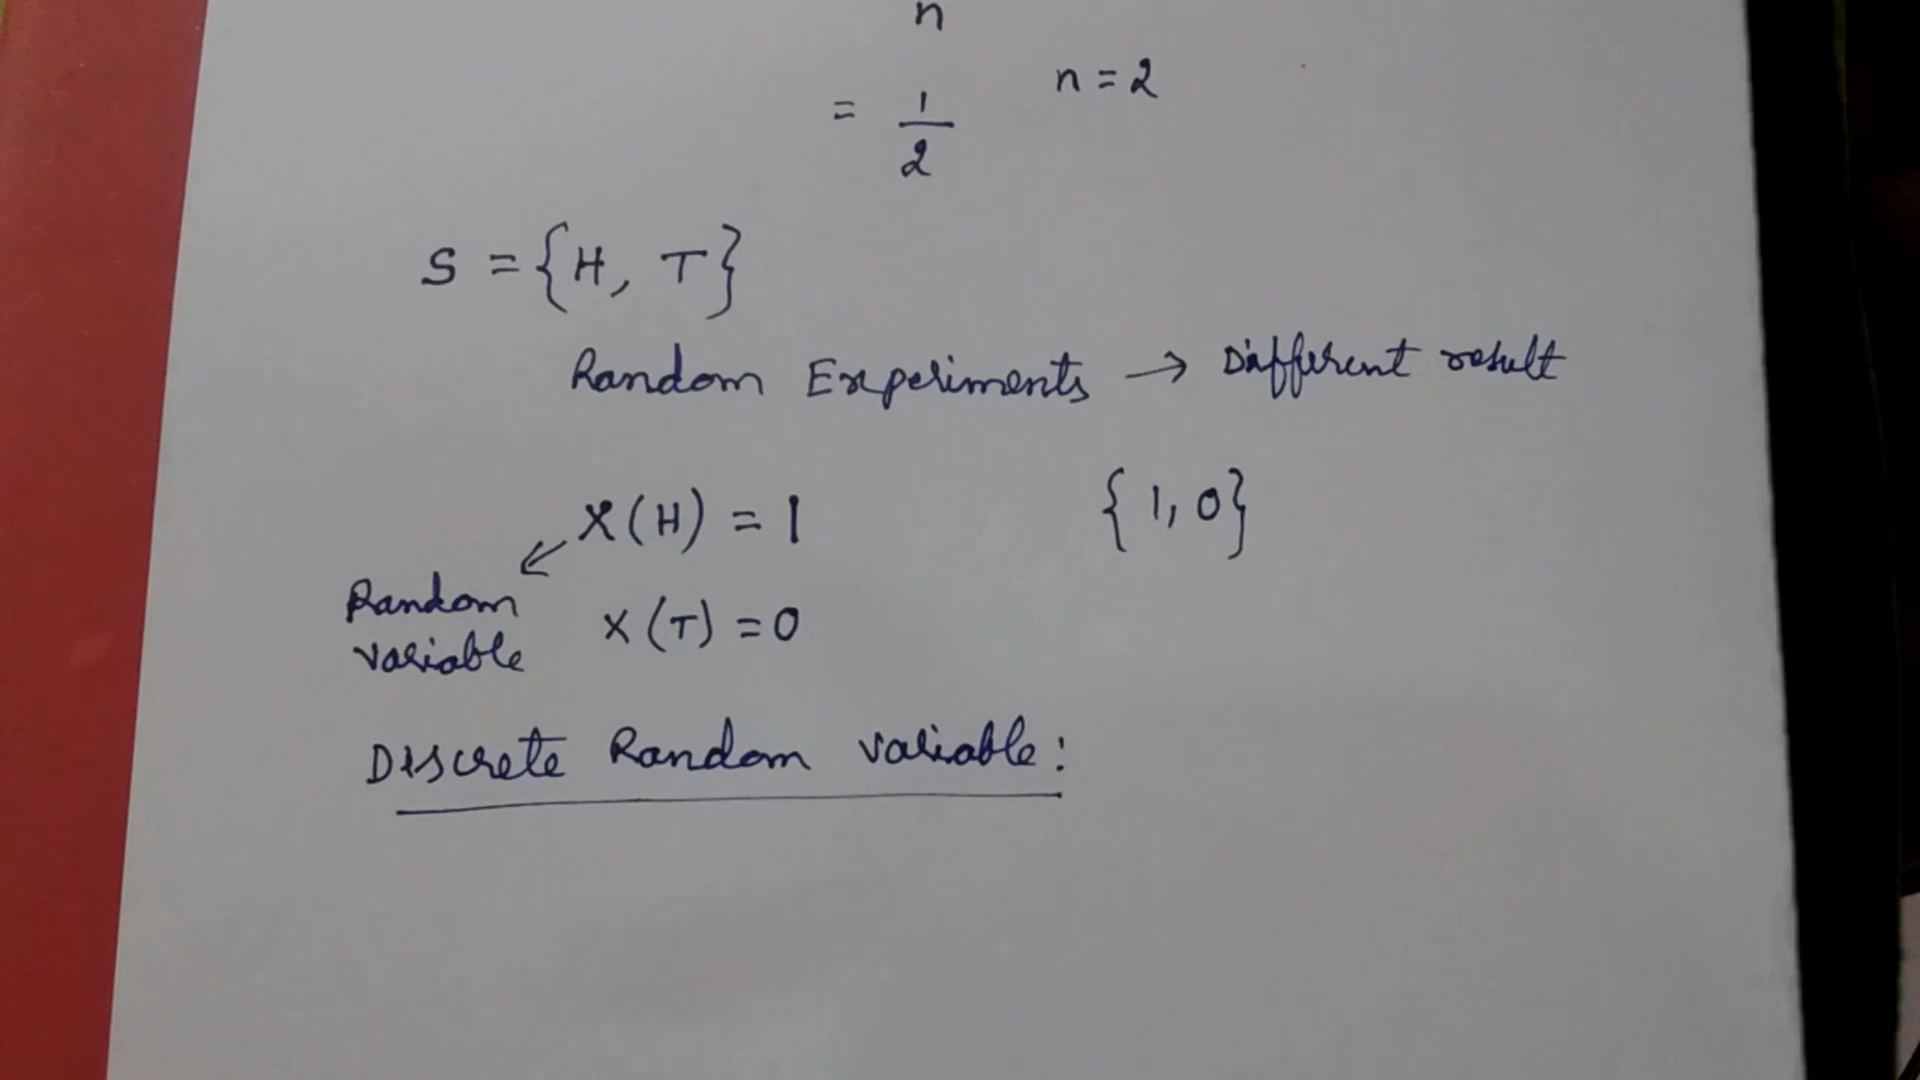 n
= 1/2 n = 2
S = {H, T}
Random Experiments → Different result
X(H) = 1 {1, 0}
Random variable
X(T) = 0
Discrete Random variable: